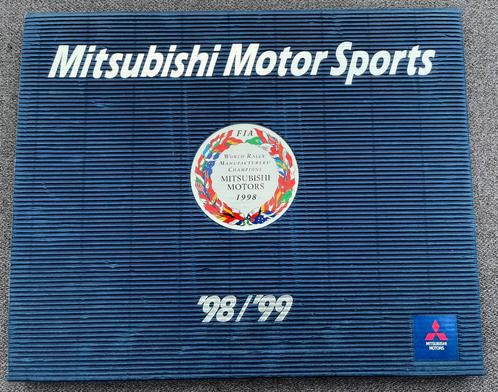 Mitsubishi Motor Sports
FIA
WORLD RALLY
MANUFACTURERS'
CHAMPIONS
MITSUBISHI
MOTORS
1998
'98/'99
MITSUBISHI
MOTORS